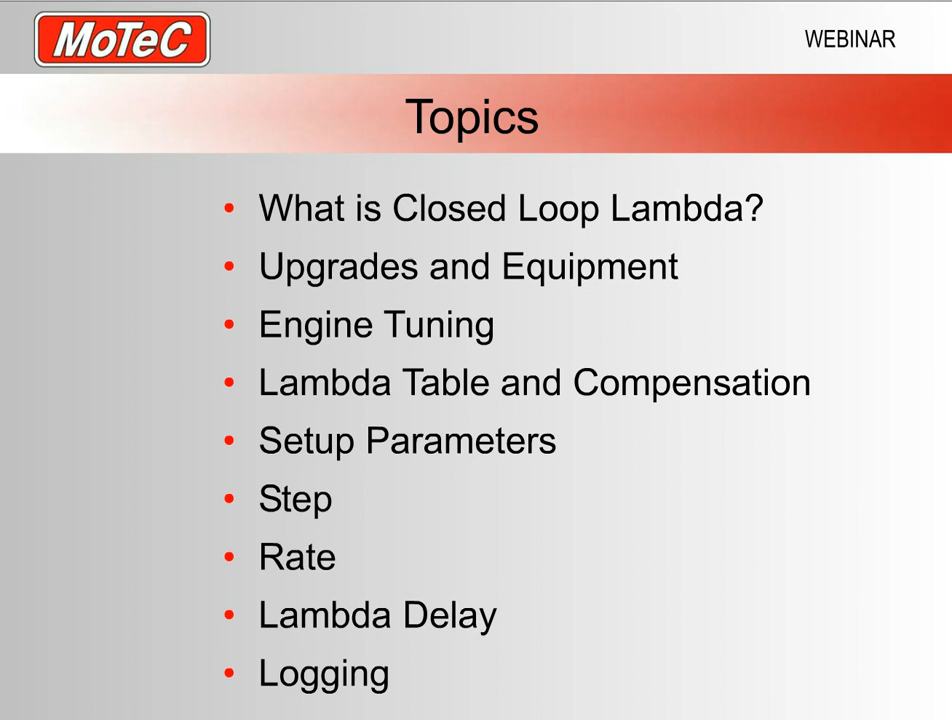 MoTeC
WEBINAR
Topics
• What is Closed Loop Lambda?
• Upgrades and Equipment
• Engine Tuning
• Lambda Table and Compensation
• Setup Parameters
• Step
• Rate
• Lambda Delay
• Logging